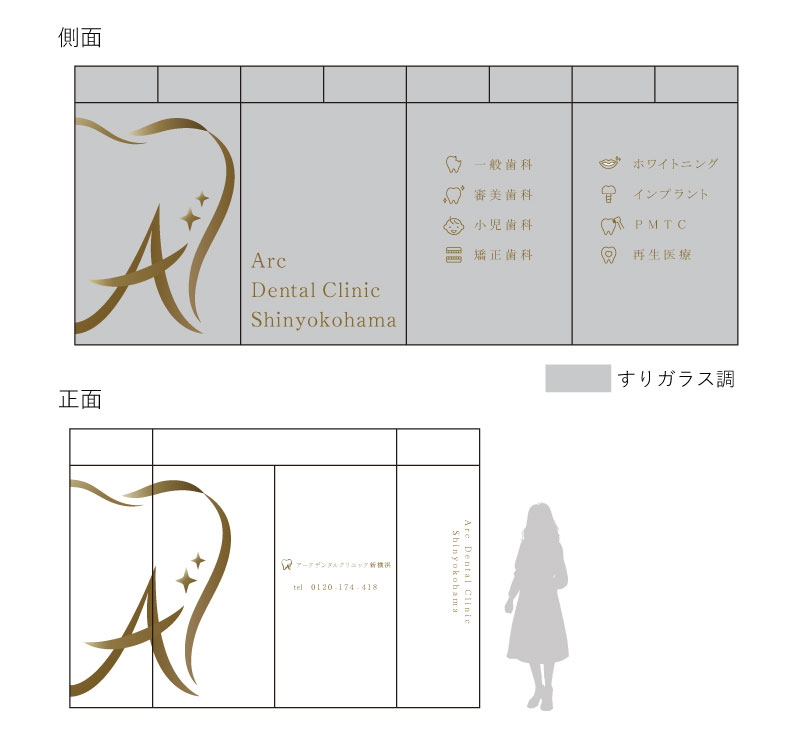 側面
Arc
Dental Clinic
Shinyokohama
一般歯科
審美歯科
小児歯科
矯正歯科
ホワイトニング
インプラント
PMTC
再生医療
すりガラス調
正面
アークデンタルクリニック新横浜
tel 0120-174-418
Arc Dental Clinic
Shinyokohama